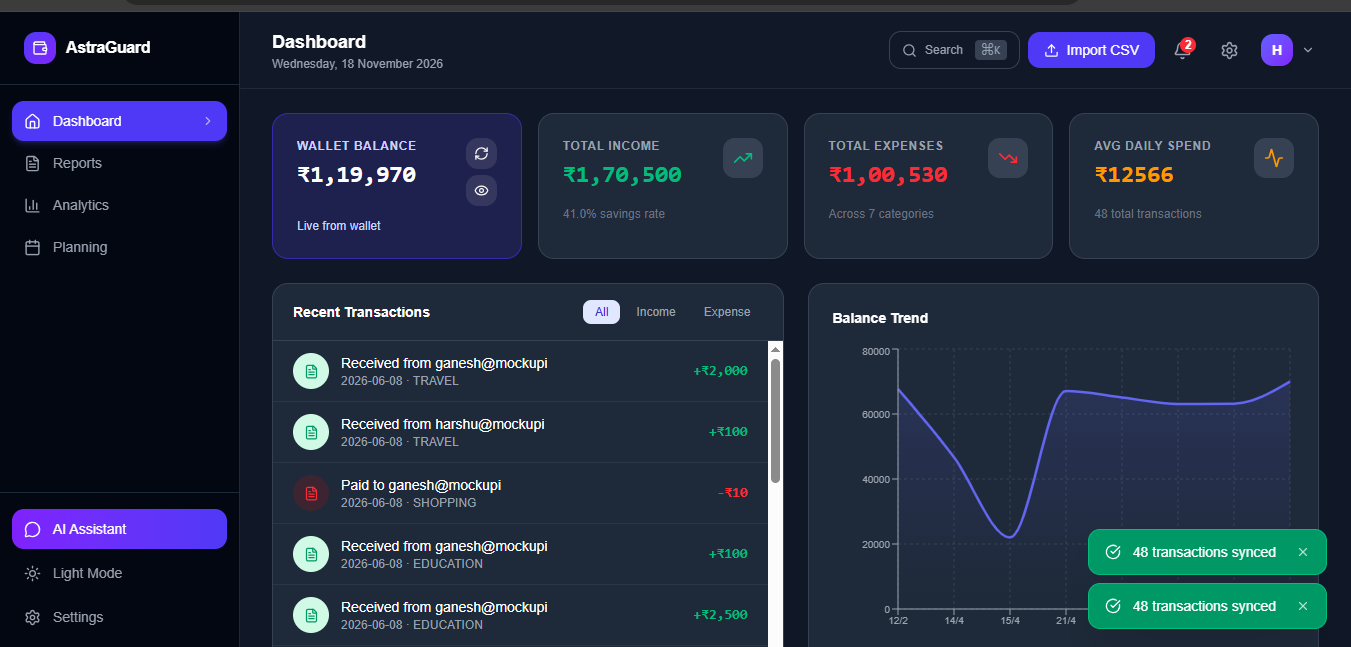 AstraGuard
Dashboard
Reports
Analytics
Planning
AI Assistant
Light Mode
Settings
Dashboard
Wednesday, 18 November 2026
Search ⌘K
Import CSV
2
H
WALLET BALANCE
₹1,19,970
Live from wallet
TOTAL INCOME
₹1,70,500
41.0% savings rate
TOTAL EXPENSES
₹1,00,530
Across 7 categories
AVG DAILY SPEND
₹12566
48 total transactions
Recent Transactions
All Income Expense
Received from ganesh@mockupi
2026-06-08 · TRAVEL
+₹2,000
Received from harshu@mockupi
2026-06-08 · TRAVEL
+₹100
Paid to ganesh@mockupi
2026-06-08 · SHOPPING
-₹10
Received from ganesh@mockupi
2026-06-08 · EDUCATION
+₹100
Received from ganesh@mockupi
2026-06-08 · EDUCATION
+₹2,500
Balance Trend
80000
60000
40000
20000
0
12/2 14/4 15/4 21/4
48 transactions synced
48 transactions synced